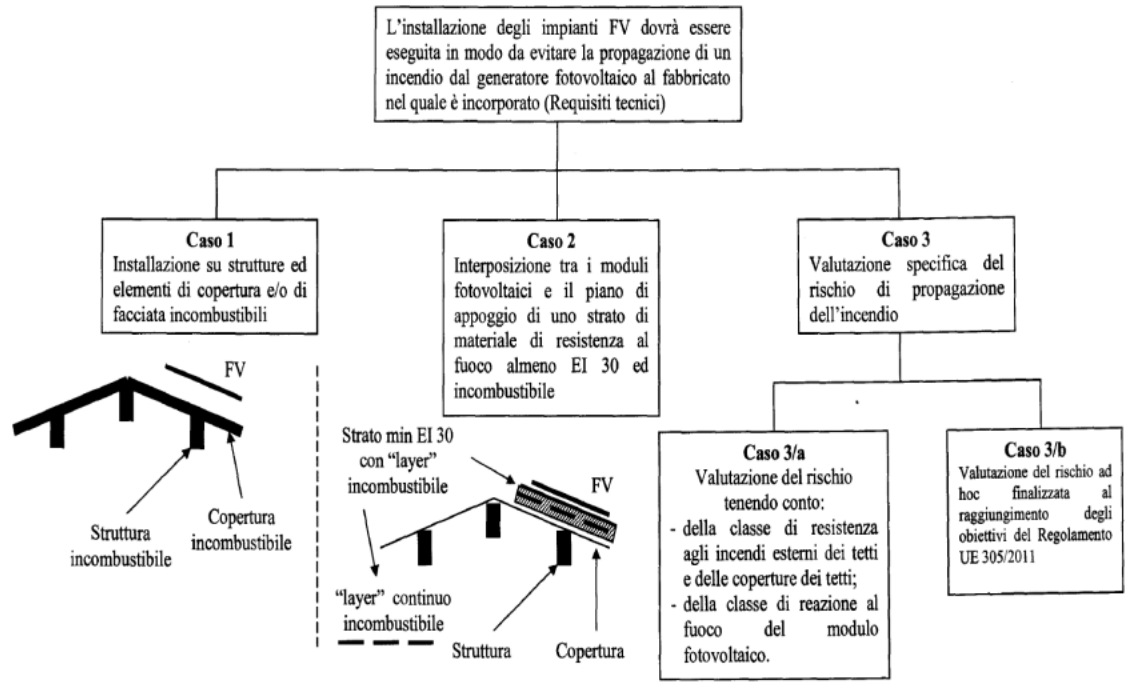 L’installazione degli impianti FV dovrà essere
eseguita in modo da evitare la propagazione di un
incendio dal generatore fotovoltaico al fabbricato
nel quale è incorporato (Requisiti tecnici)
Caso 1
Installazione su strutture ed
elementi di copertura e/o di
facciata incombustibili
FV
Struttura
incombustibile
Copertura
incombustibile
Caso 2
Interposizione tra i moduli
fotovoltaici e il piano di
appoggio di uno strato di
materiale di resistenza al
fuoco almeno EI 30 ed
incombustibile
Strato min EI 30
con “layer”
incombustibile
FV
“layer” continuo
incombustibile
Struttura
Copertura
Caso 3
Valutazione specifica del
rischio di propagazione
dell’incendio
Caso 3/a
Valutazione del rischio
tenendo conto:
- della classe di resistenza
agli incendi esterni dei tetti
e delle coperture dei tetti;
- della classe di reazione al
fuoco del modulo
fotovoltaico.
Caso 3/b
Valutazione del rischio ad
hoc finalizzata al
raggiungimento degli
obiettivi del Regolamento
UE 305/2011